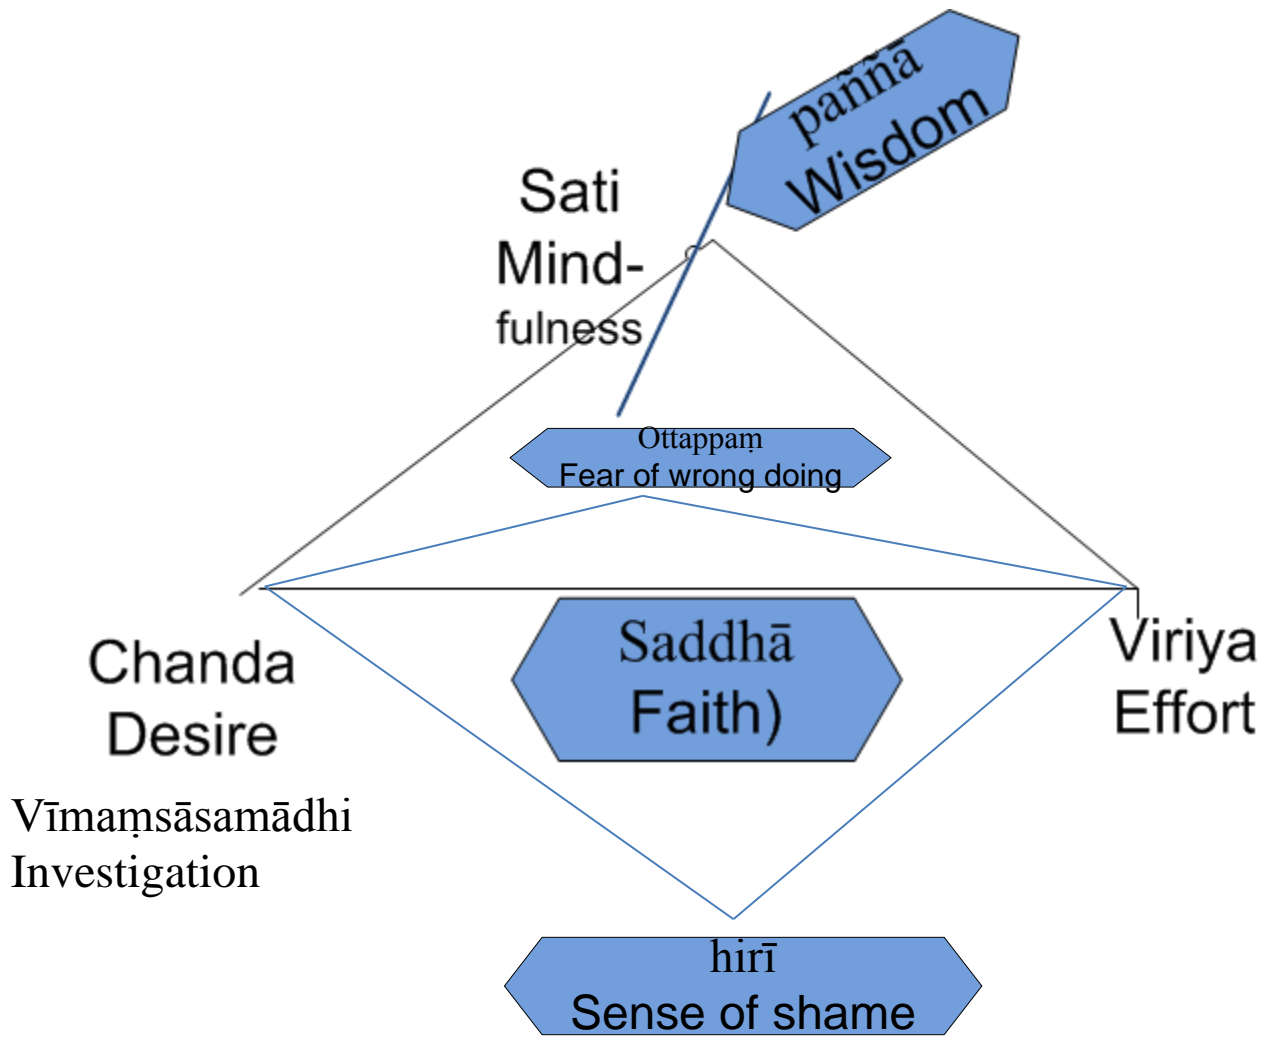 paññā
Wisdom
Sati
Mind-
fulness
Ottappaṃ
Fear of wrong doing
Saddhā
Faith)
Chanda
Desire
Viriya
Effort
Vīmaṃsāsamādhi
Investigation
hirī
Sense of shame